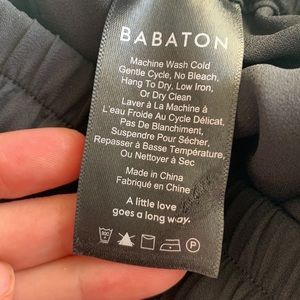 BABATON
Machine Wash Cold
Gentle Cycle, No Bleach,
Hang To Dry, Low Iron,
Or Dry Clean
Laver À La Machine à
L'eau Froide Au Cycle Délicat,
Pas De Blanchiment,
Suspendre Pour Sécher,
Repasser à Basse Température,
Ou Nettoyer à Sec
Made in China
Fabriqué en Chine
A little love
goes a long way.
P